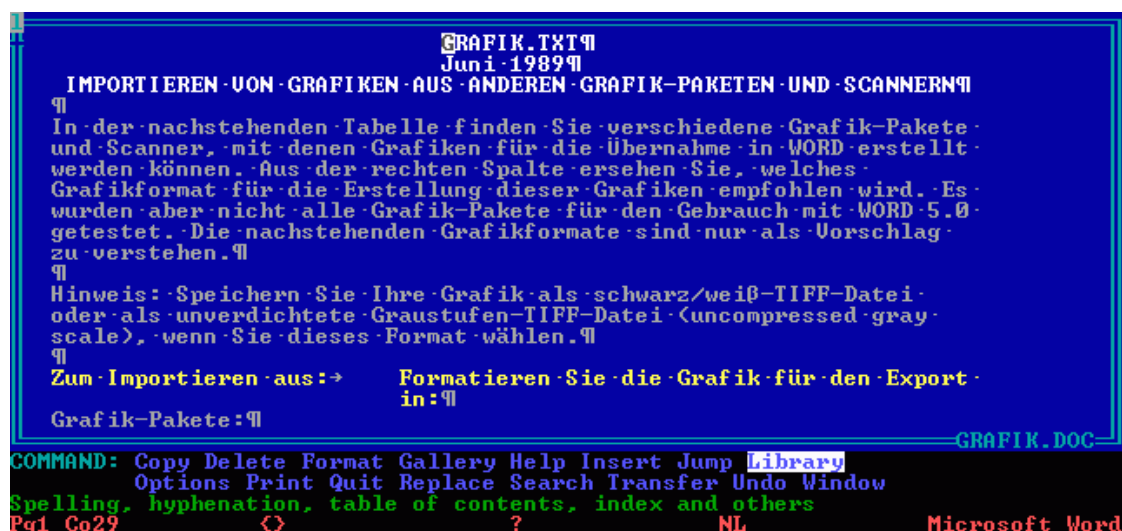 1
GRAFIK.TXT¶
Juni·1989¶
IMPORTIEREN·VON·GRAFIKEN·AUS·ANDEREN·GRAFIK-PAKETEN·UND·SCANNERN¶
¶
In·der·nachstehenden·Tabelle·finden·Sie·verschiedene·Grafik-Pakete·
und·Scanner,·mit·denen·Grafiken·für·die·Übernahme·in·WORD·erstellt·
werden·können.·Aus·der·rechten·Spalte·ersehen·Sie,·welches·
Grafikformat·für·die·Erstellung·dieser·Grafiken·empfohlen·wird.·Es·
wurden·aber·nicht·alle·Grafik-Pakete·für·den·Gebrauch·mit·WORD·5.0·
getestet.·Die·nachstehenden·Grafikformate·sind·nur·als·Vorschlag·
zu·verstehen.¶
¶
Hinweis:·Speichern·Sie·Ihre·Grafik·als·schwarz/weiß-TIFF-Datei·
oder·als·unverdichtete·Graustufen-TIFF-Datei·(uncompressed·gray·
scale),·wenn·Sie·dieses·Format·wählen.¶
¶
Zum·Importieren·aus:→ Formatieren·Sie·die·Grafik·für·den·Export·
in:¶
Grafik-Pakete:¶
GRAFIK.DOC
COMMAND: Copy Delete Format Gallery Help Insert Jump Library
Options Print Quit Replace Search Transfer Undo Window
Spelling, hyphenation, table of contents, index and others
Pg1 Co29 {} ? NL Microsoft Word